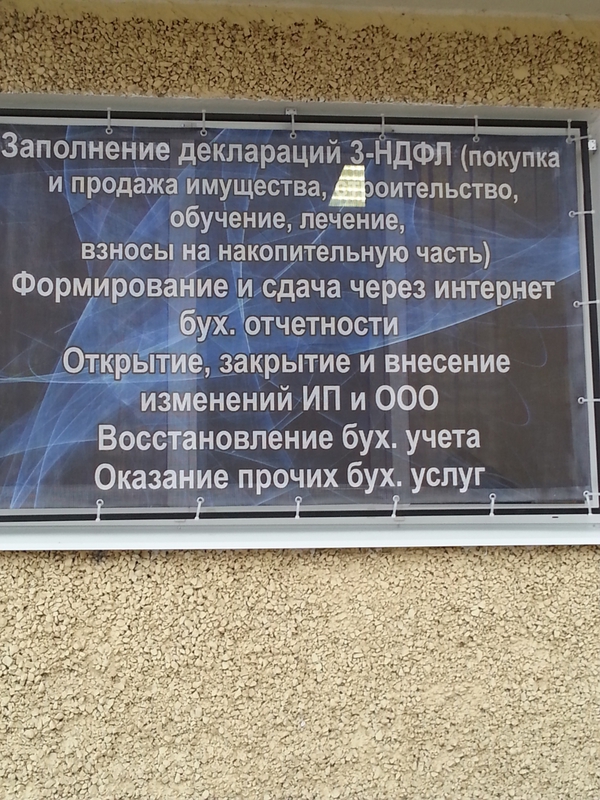 Заполнение деклараций 3-НДФЛ (покупка
и продажа имущества, строительство,
обучение, лечение,
взносы на накопительную часть)
Формирование и сдача через интернет
бух. отчетности
Открытие, закрытие и внесение
изменений ИП и ООО
Восстановление бух. учета
Оказание прочих бух. услуг